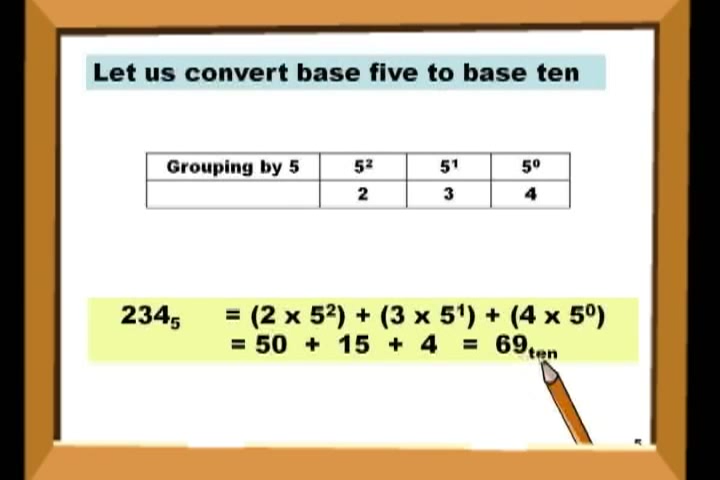 Let us convert base five to base ten
Grouping by 5 5² 5¹ 5⁰
2 3 4
234₅ = (2 x 5²) + (3 x 5¹) + (4 x 5⁰)
= 50 + 15 + 4 = 69ten